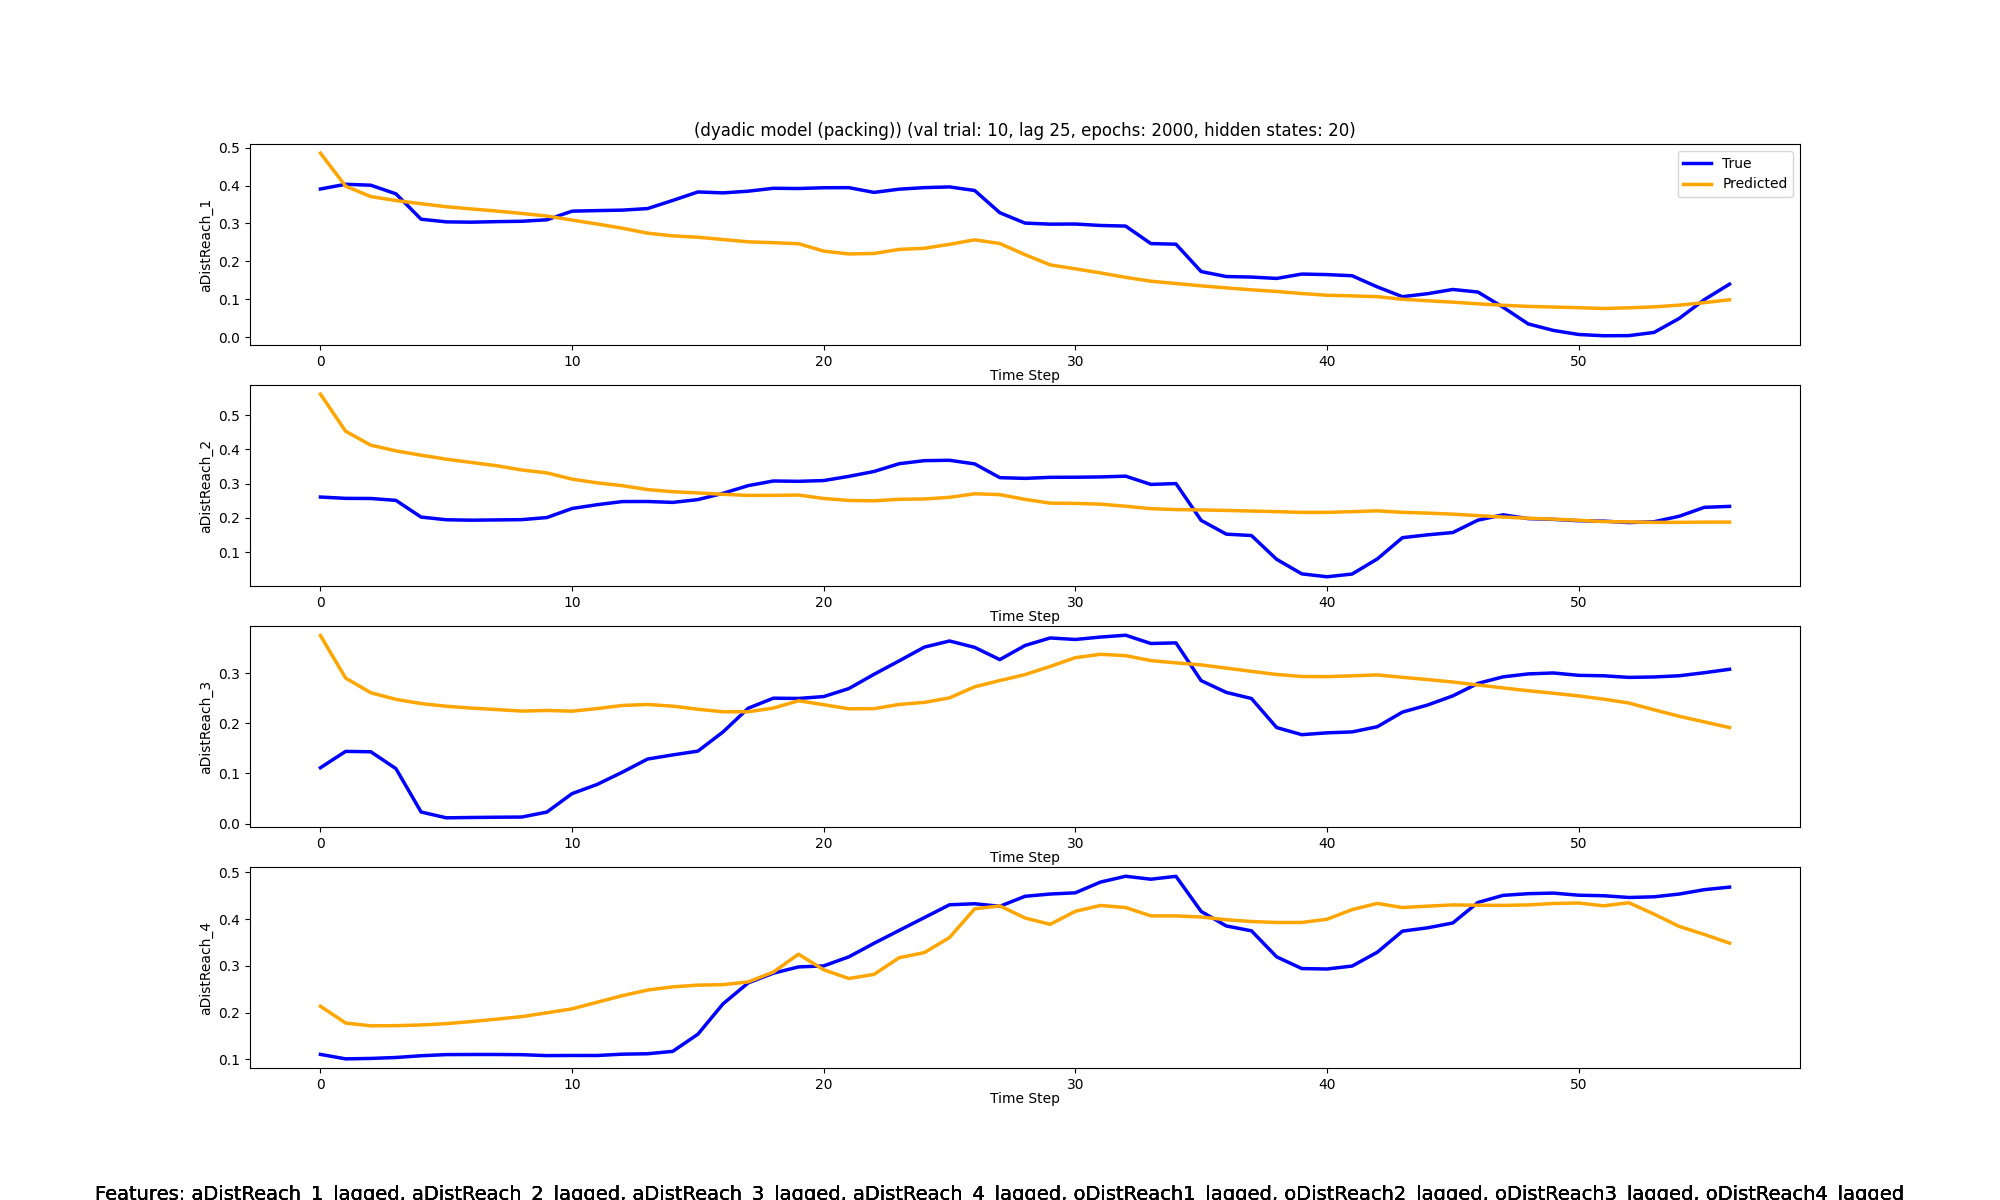 (dyadic model (packing)) (val trial: 10, lag 25, epochs: 2000, hidden states: 20)
0.5
0.4
0.3
0.2
0.1
0.0
aDistReach_1
True
Predicted
0 10 20 30 40 50
Time Step
0.5
0.4
0.3
0.2
0.1
aDistReach_2
0 10 20 30 40 50
Time Step
0.3
0.2
0.1
0.0
aDistReach_3
0 10 20 30 40 50
Time Step
0.5
0.4
0.3
0.2
0.1
aDistReach_4
0 10 20 30 40 50
Time Step
Features: aDistReach_1_lagged, aDistReach_2_lagged, aDistReach_3_lagged, aDistReach_4_lagged, oDistReach1_lagged, oDistReach2_lagged, oDistReach3_lagged, oDistReach4_lagged